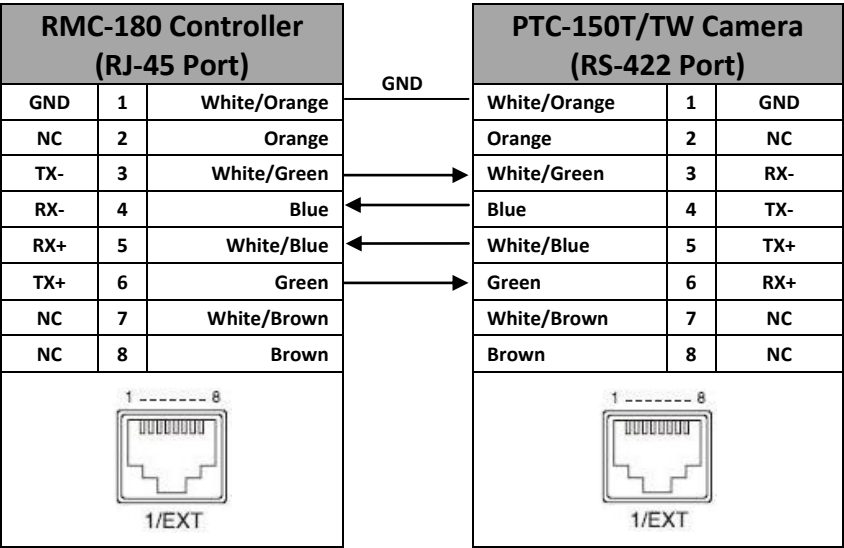 RMC-180 Controller
(RJ-45 Port)
GND 1 White/Orange
NC 2 Orange
TX- 3 White/Green
RX- 4 Blue
RX+ 5 White/Blue
TX+ 6 Green
NC 7 White/Brown
NC 8 Brown
1 ------- 8
1/EXT
GND
PTC-150T/TW Camera
(RS-422 Port)
White/Orange 1 GND
Orange 2 NC
White/Green 3 RX-
Blue 4 TX-
White/Blue 5 TX+
Green 6 RX+
White/Brown 7 NC
Brown 8 NC
1 ------- 8
1/EXT